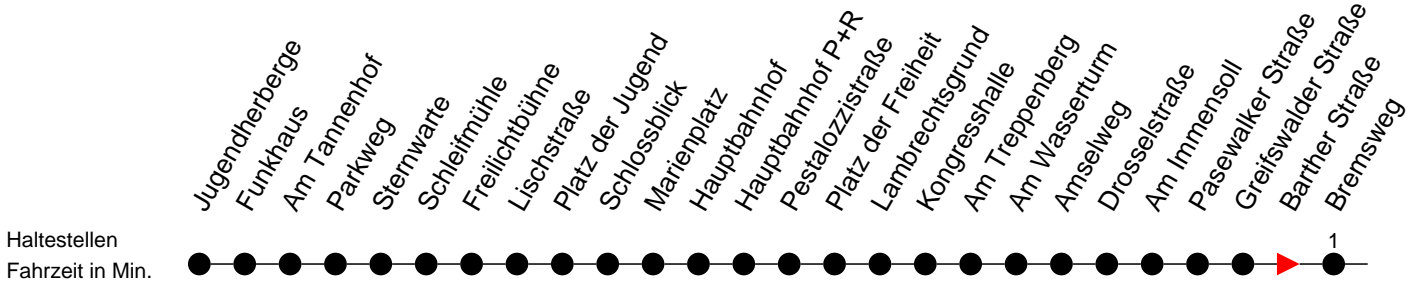 Jugendherberge
Funkhaus
Am Tannenhof
Parkweg
Sternwarte
Schleifmühle
Freilichtbühne
Lischstraße
Platz der Jugend
Schlossblick
Marienplatz
Hauptbahnhof
Hauptbahnhof P+R
Pestalozzistraße
Platz der Freiheit
Lambrechtsgrund
Kongresshalle
Am Treppenberg
Am Wasserturm
Amselweg
Drosselstraße
Am Immensoll
Pasewalker Straße
Greifswalder Straße
Barther Straße
Bremsweg
Haltestellen
1
Fahrzeit in Min.